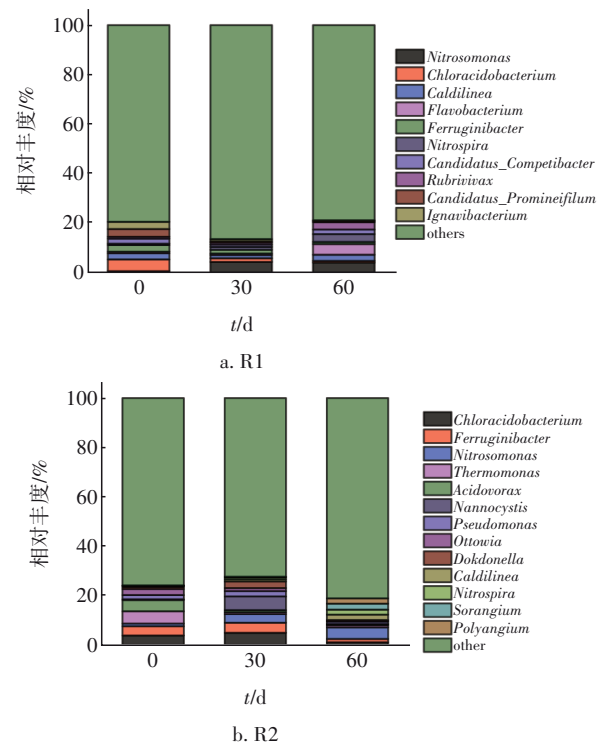 100
80
60
40
20
0
相对丰度/%
0 30 60
t/d
Nitrosomonas
Chloracidobacterium
Caldilinea
Flavobacterium
Ferruginibacter
Nitrospira
Candidatus_Competibacter
Rubrivivax
Candidatus_Promineifilum
Ignavibacterium
others
a. R1
100
80
60
40
20
0
相对丰度/%
0 30 60
t/d
Chloracidobacterium
Ferruginibacter
Nitrosomonas
Thermomonas
Acidovorax
Nannocystis
Pseudomonas
Ottowia
Dokdonella
Caldilinea
Nitrospira
Sorangium
Polyangium
other
b. R2